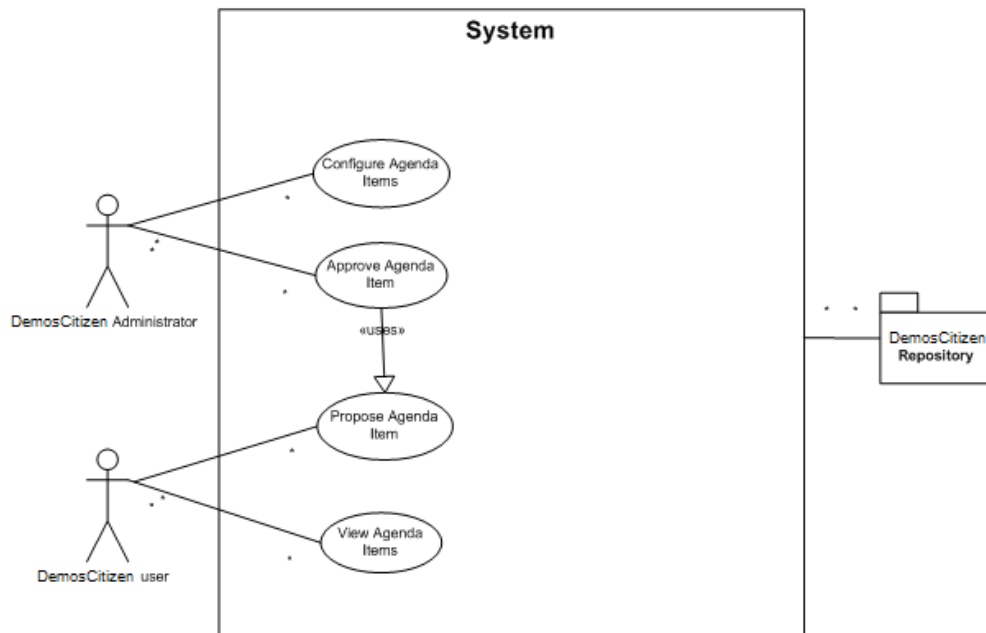 System
Configure Agenda
Items
*
**
Approve Agenda
Item
*
DemosCitizen Administrator
«uses»
* *
DemosCitizen
Repository
Propose Agenda
Item
*
* *
View Agenda
Items
*
DemosCitizen user